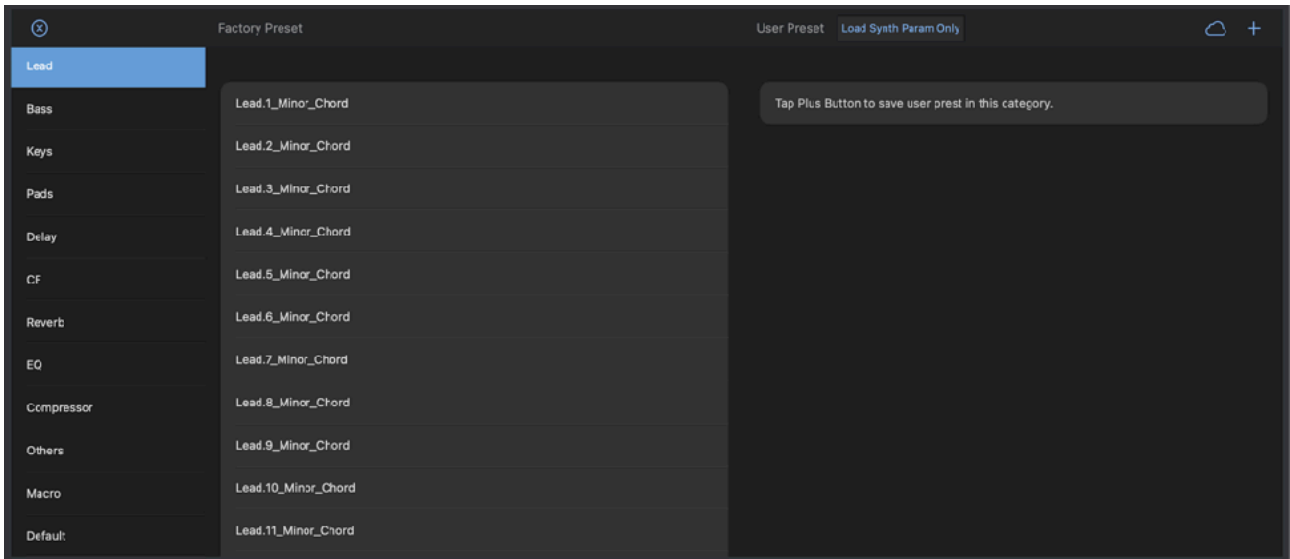 Factory Preset
User Preset Load Synth Param Only
Lead
Bass
Keys
Pads
Delay
CF
Reverb
EQ
Compressor
Others
Macro
Default
Lead.1_Minor_Chord
Lead.2_Minor_Chord
Lead.3_Minor_Chord
Lead.4_Minor_Chord
Lead.5_Minor_Chord
Lead.6_Minor_Chord
Lead.7_Minor_Chord
Lead.8_Minor_Chord
Lead.9_Minor_Chord
Lead.10_Minor_Chord
Lead.11_Minor_Chord
Tap Plus Button to save user prest in this category.